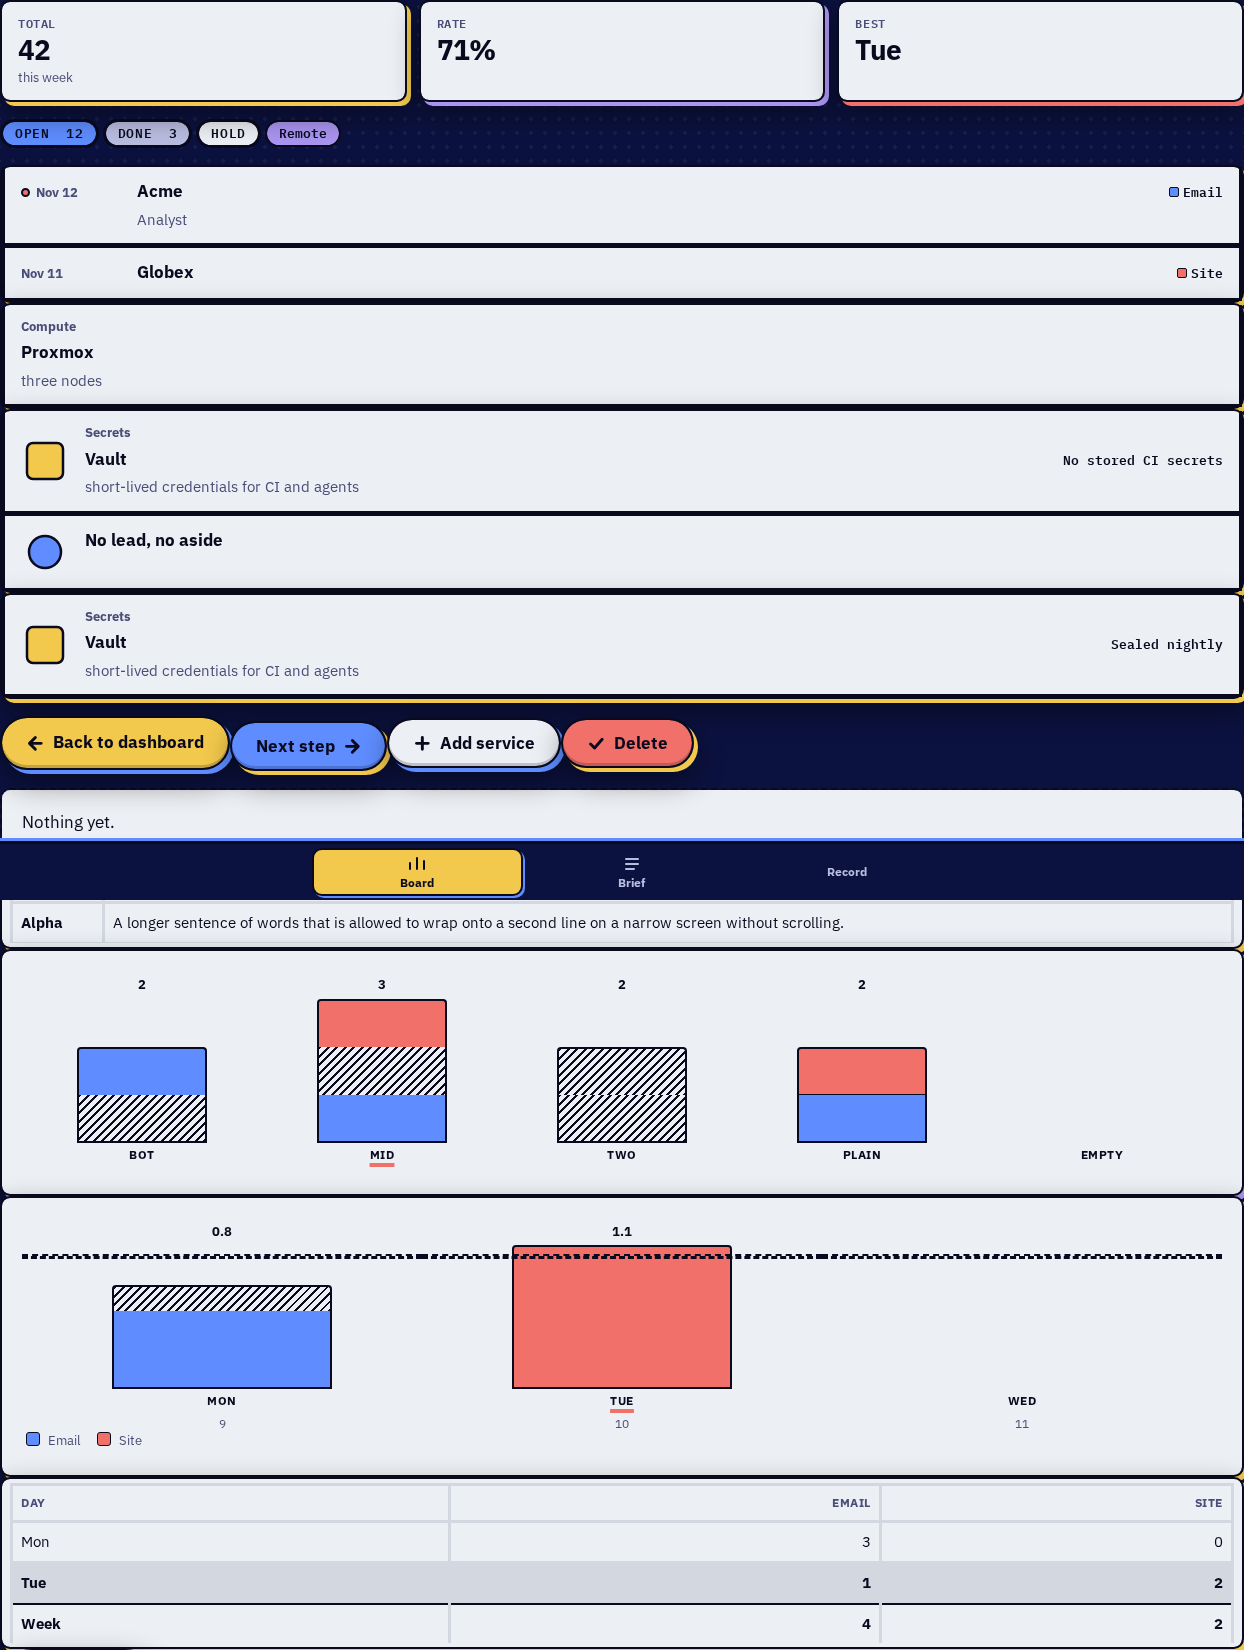 TOTAL
42
this week
RATE
71%
BEST
Tue
OPEN 12
DONE 3
HOLD
Remote
Nov 12
Acme
Email
Analyst
Nov 11
Globex
Site
Compute
Proxmox
three nodes
Secrets
Vault
No stored CI secrets
short-lived credentials for CI and agents
No lead, no aside
Secrets
Vault
Sealed nightly
short-lived credentials for CI and agents
Back to dashboard
Next step
Add service
Delete
Nothing yet.
Board
Brief
Record
Alpha
A longer sentence of words that is allowed to wrap onto a second line on a narrow screen without scrolling.
2
3
2
2
BOT
MID
TWO
PLAIN
EMPTY
0.8
1.1
MON
TUE
WED
9
10
11
Email
Site
DAY EMAIL SITE
Mon 3 0
Tue 1 2
Week 4 2